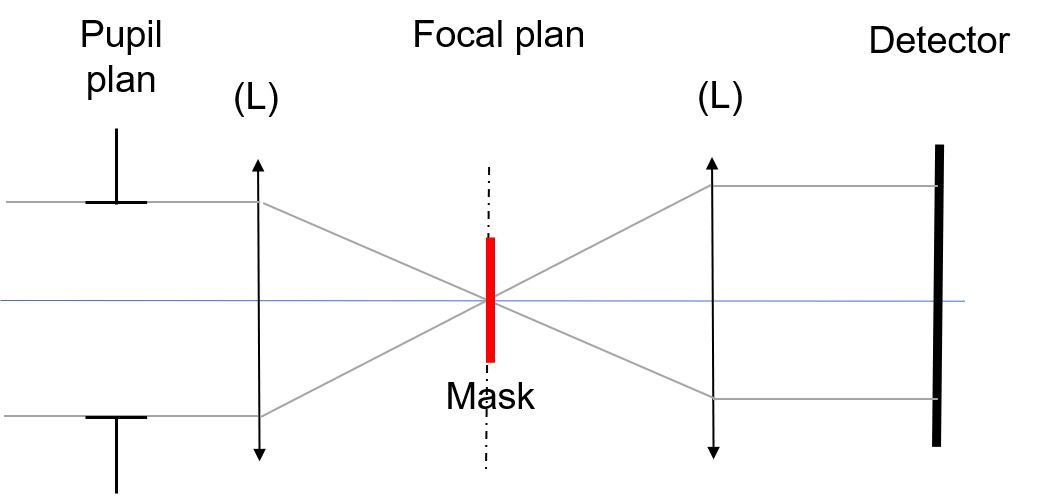 Pupil
plan
Focal plan
Detector
(L)
(L)
Mask